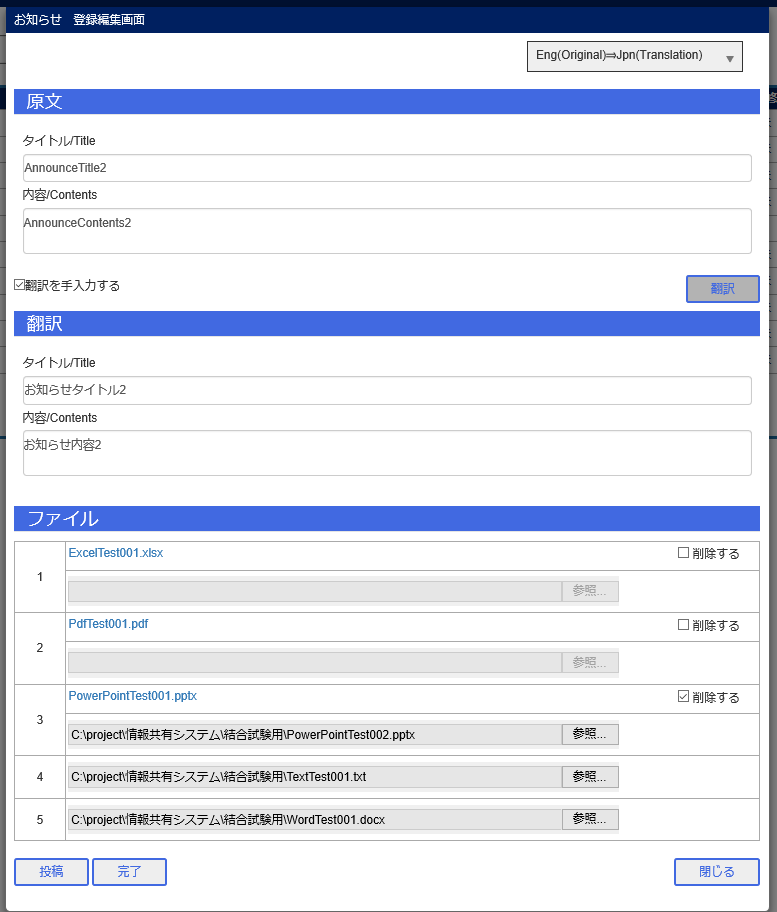 お知らせ 登録編集画面
Eng(Original)⇒Jpn(Translation)
原文
タイトル/Title
AnnounceTitle2
内容/Contents
AnnounceContents2
翻訳を手入力する
翻訳
翻訳
タイトル/Title
お知らせタイトル2
内容/Contents
お知らせ内容2
ファイル
1
ExcelTest001.xlsx
削除する
参照...
2
PdfTest001.pdf
削除する
参照...
3
PowerPointTest001.pptx
削除する
C:\project\情報共有システム\結合試験用\PowerPointTest002.pptx
参照...
4
C:\project\情報共有システム\結合試験用\TextTest001.txt
参照...
5
C:\project\情報共有システム\結合試験用\WordTest001.docx
参照...
投稿
完了
閉じる